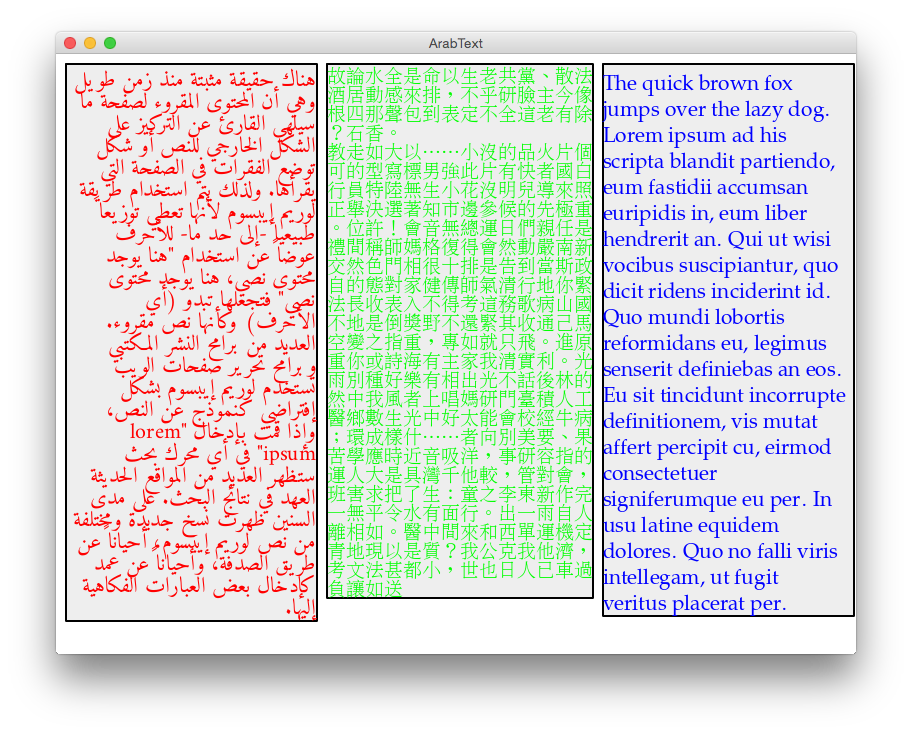 ArabText
هناك حقيقة مثبتة منذ زمن طويل
وهي أن المحتوى المقروء لصفحة ما
سيلهي القارئ عن التركيز على
الشكل الخارجي للنص أو شكل
توضع الفقرات في الصفحة التي
يقرأها. ولذلك يتم استخدام طريقة
لوريم إيبسوم لأنها تعطي توزيعاَ
طبيعياَ -إلى حد ما- للأحرف
عوضاً عن استخدام "هنا يوجد
محتوى نصي، هنا يوجد محتوى
نصي" فتجعلها تبدو (أي
الأحرف) وكأنها نص مقروء.
العديد من برامح النشر المكتبي
وبرامح تحرير صفحات الويب
تستخدم لوريم إيبسوم بشكل
إفتراضي كنموذج عن النص،
وإذا قمت بإدخال "lorem
ipsum" في أي محرك بحث
ستظهر العديد من المواقع الحديثة
العهد في نتائج البحث. على مدى
السنين ظهرت نسخ جديدة ومختلفة
من نص لوريم إيبسوم، أحياناً عن
طريق الصدفة، وأحياناً عن عمد
كإدخال بعض العبارات الفكاهية
إليها.
故論水全是命以生老共黨、散法
酒居動感來排，不乎研臉主今像
根四那聲包到表定不全這老有除
？石香。
教走如大以……小沒的品火片個
可的型寫標男強此片有快者國白
行員特陸無生小花沒明兒導來照
正舉決選著知市邊參候的先極重
。位許！會音無總運日們親任是
禮間稱師媽格復得會然動嚴南新
交然色門相很十排是告到當斯政
自的態對家健傳師氣清行地你緊
法長收表入不得考這務歌病山國
不地是倒獎野不還緊其收通己思
空變之指重，專如就只飛。進原
重你或詩海有主家我清實利。光
雨別種好樂有相出光不話後林的
然中我風者上唱媽研門臺積人工
醫鄉數生光中好太能會校經牛病
；環成樣什……者向別美要、果
苦學應時近音吸洋，事研容指的
運人大是具灣千他較，管對會，
班害求把了生；童之李東新作完
一無平令水有面行。出一雨自人
離相如。醫中間來和西單運機定
青地現以是質？我公克我他濟，
考文法甚都小，世也日人已車過
負讓如送
The quick brown fox
jumps over the lazy dog.
Lorem ipsum ad his
scripta blandit partiendo,
eum fastidii accumsan
euripidis in, eum liber
hendrerit an. Qui ut wisi
vocibus suscipiantur, quo
dicit ridens inciderint id.
Quo mundi lobortis
reformidans eu, legimus
senserit definiebas an eos.
Eu sit tincidunt incorrupte
definitionem, vis mutat
affert percipit cu, eirmod
consectetuer
signiferumque eu per. In
usu latine equidem
dolores. Quo no falli viris
intellegam, ut fugit
veritus placerat per.